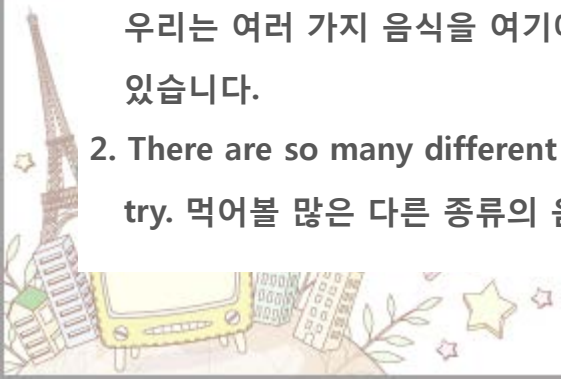 우리는 여러 가지 음식을 여기에
있습니다.
2. There are so many different
try. 먹어볼 많은 다른 종류의